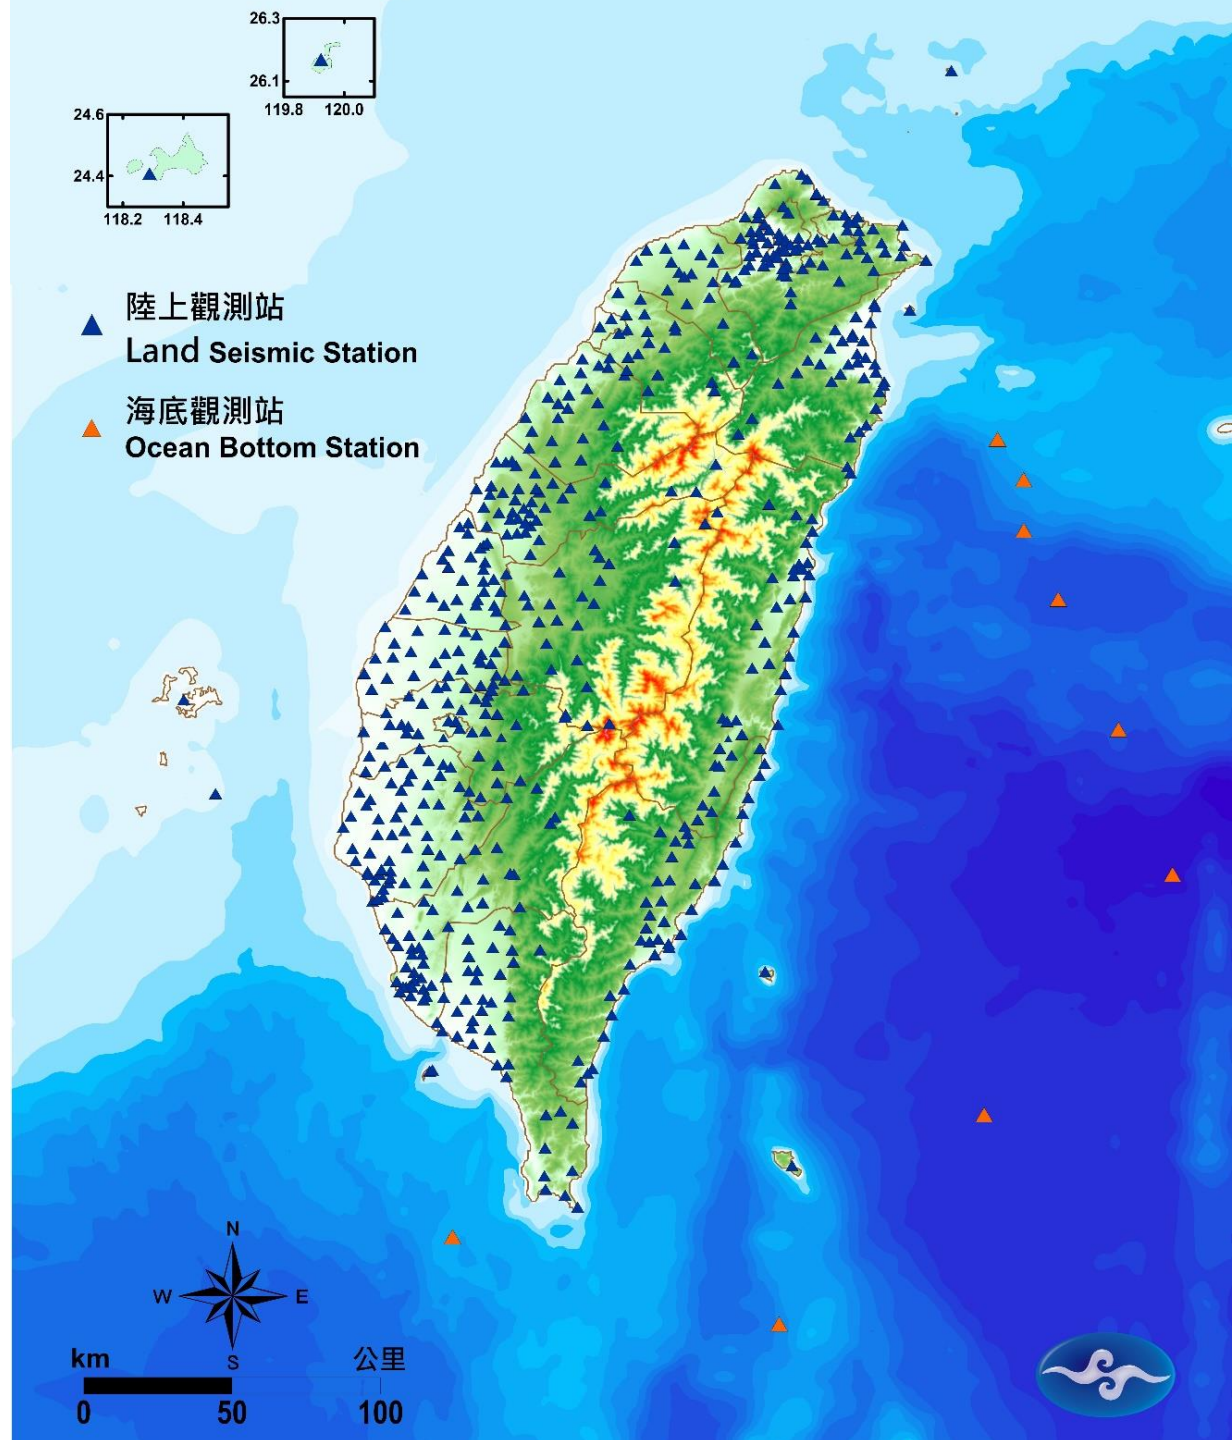 26.3
26.1
119.8 120.0
24.6
24.4
118.2 118.4
陸上觀測站
Land Seismic Station
海底觀測站
Ocean Bottom Station
N
W E
S
km 公里
0 50 100